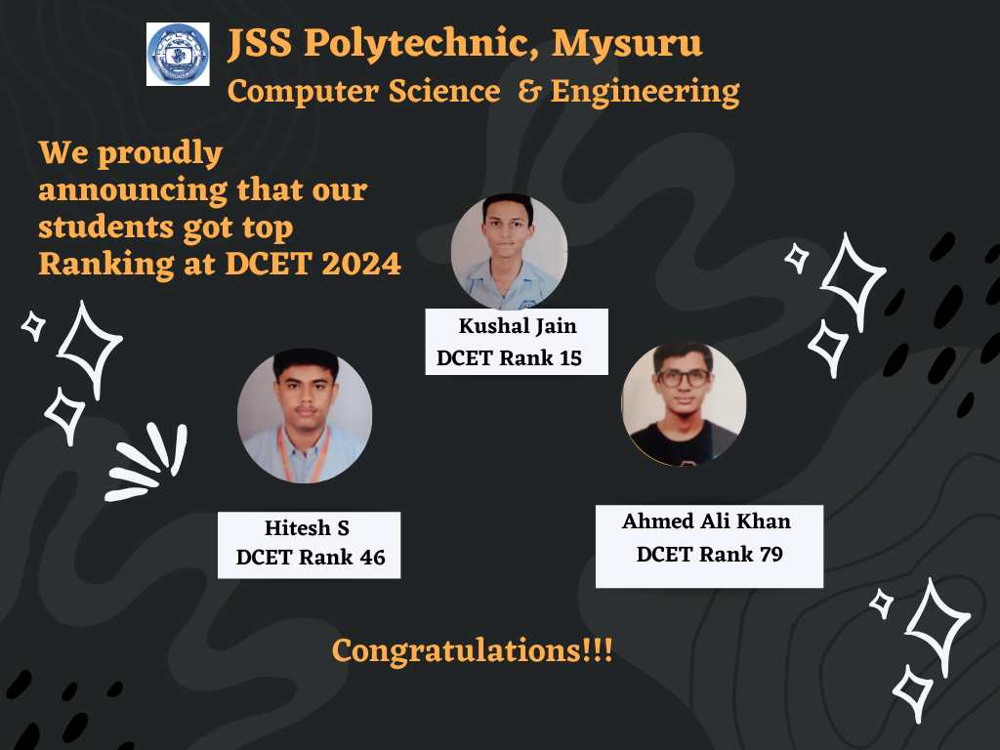 JSS Polytechnic, Mysuru
Computer Science & Engineering
We proudly
announcing that our
students got top
Ranking at DCET 2024
Kushal Jain
DCET Rank 15
Hitesh S
DCET Rank 46
Ahmed Ali Khan
DCET Rank 79
Congratulations!!!